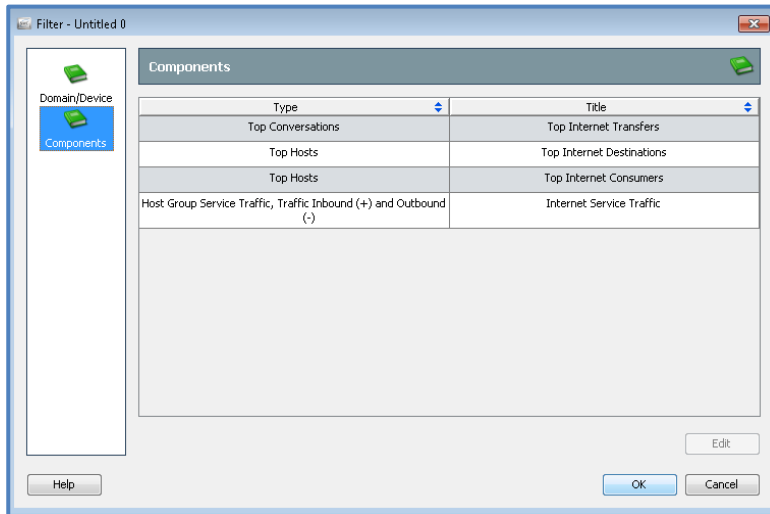 Filter - Untitled 0
Domain/Device
Components
Components
Type Title
Top Conversations Top Internet Transfers
Top Hosts Top Internet Destinations
Top Hosts Top Internet Consumers
Host Group Service Traffic, Traffic Inbound (+) and Outbound Internet Service Traffic
(-)
Edit
Help OK Cancel